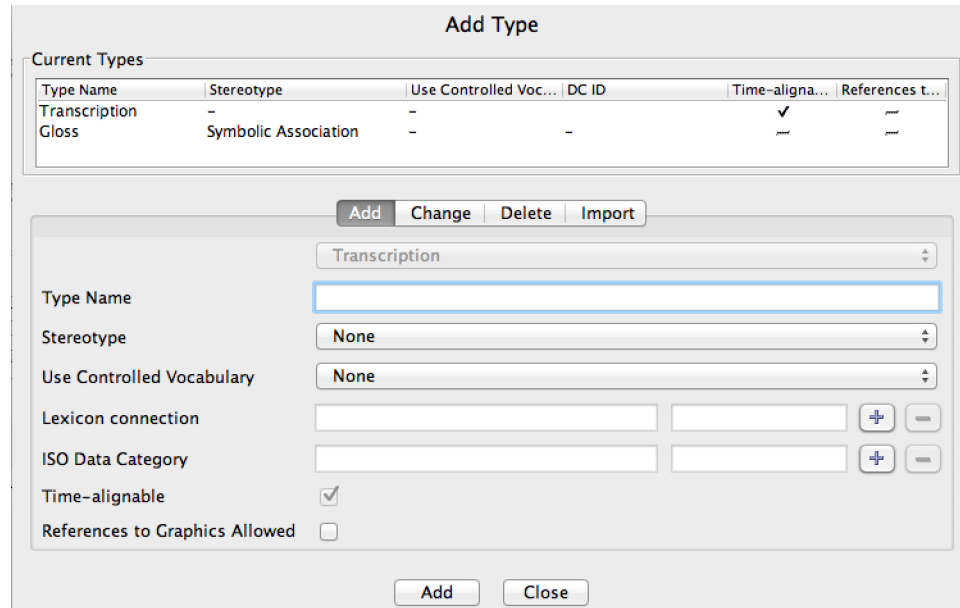 Add Type
Current Types
Type Name Stereotype Use Controlled Voc... DC ID Time-aligna... References t...
Transcription – – ✓
Gloss Symbolic Association – –
Add Change Delete Import
Transcription
Type Name
Stereotype None
Use Controlled Vocabulary None
Lexicon connection
ISO Data Category
Time-alignable
References to Graphics Allowed
Add Close